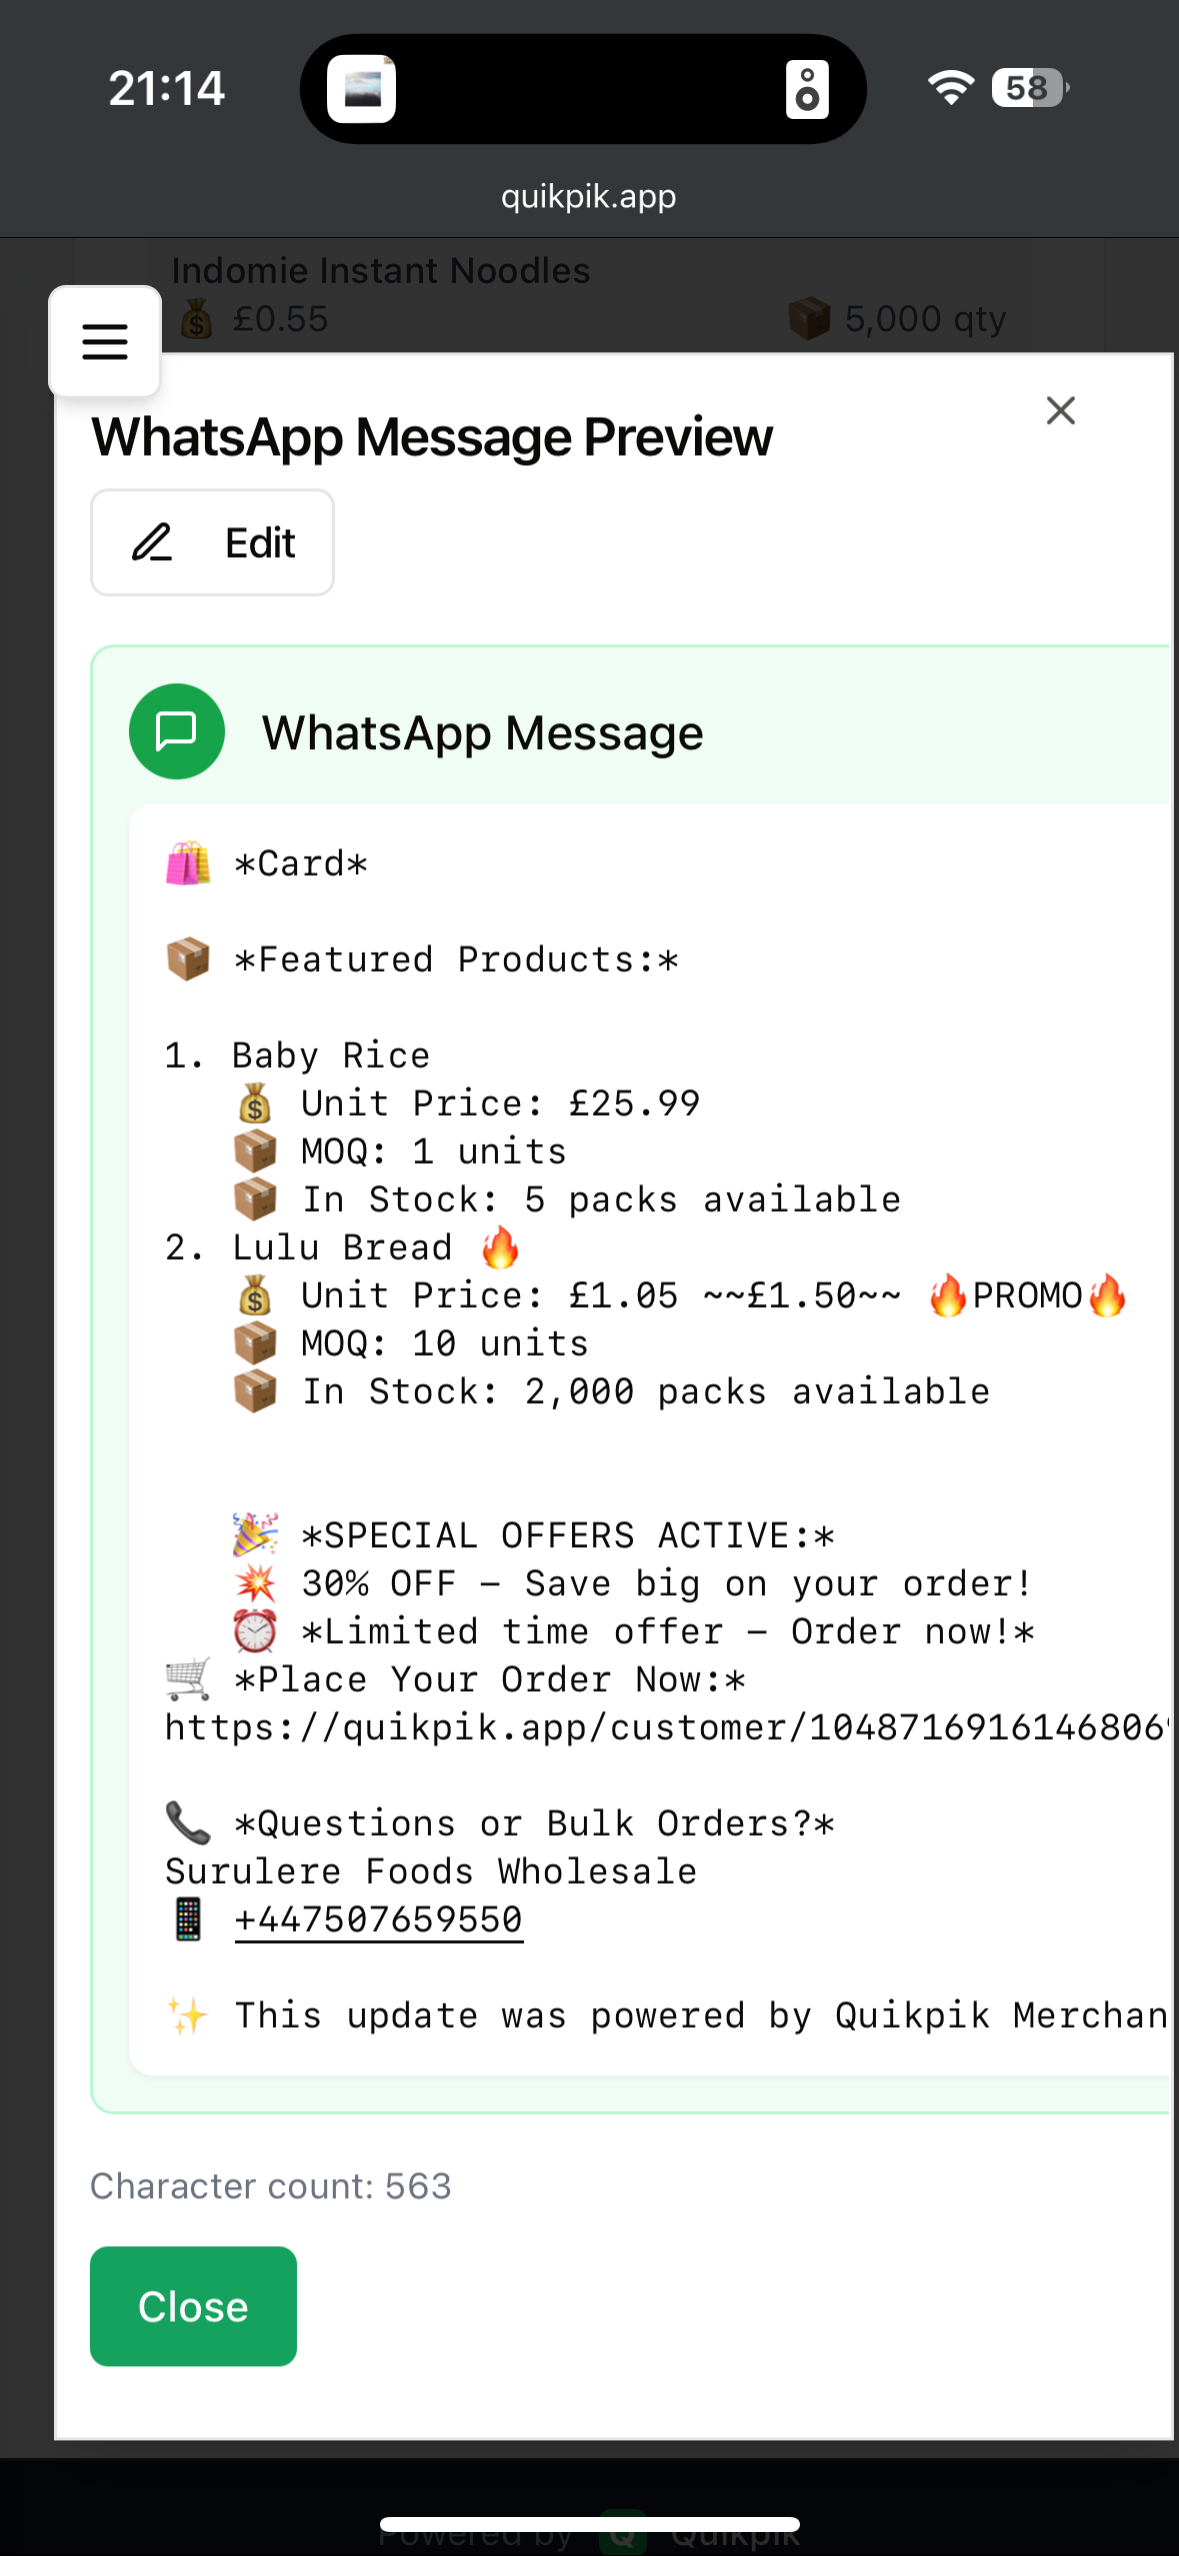 21:14
58
quikpik.app
Indomie Instant Noodles
💰 £0.55 📦 5,000 qty
WhatsApp Message Preview
Edit
WhatsApp Message
🛍️ *Card*
📦 *Featured Products:*
1. Baby Rice
💰 Unit Price: £25.99
📦 MOQ: 1 units
📦 In Stock: 5 packs available
2. Lulu Bread 🔥
💰 Unit Price: £1.05 ~~£1.50~~ 🔥PROMO🔥
📦 MOQ: 10 units
📦 In Stock: 2,000 packs available
🎉 *SPECIAL OFFERS ACTIVE:*
💥 30% OFF – Save big on your order!
⏰ *Limited time offer – Order now!*
🛒 *Place Your Order Now:*
https://quikpik.app/customer/104871691614680
📞 *Questions or Bulk Orders?*
Surulere Foods Wholesale
📱 +447507659550
✨ This update was powered by Quikpik Merchan
Character count: 563
Close
Powered by Q Quikpik